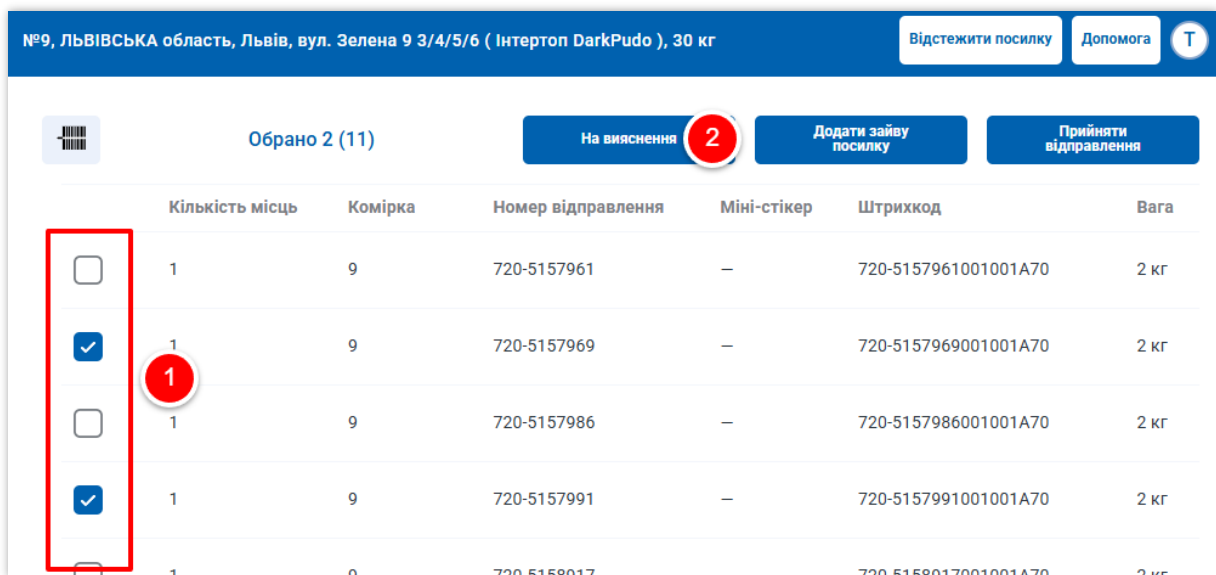 №9, ЛЬВІВСЬКА область, Львів, вул. Зелена 9 3/4/5/6 ( Інтертоп DarkPudo ), 30 кг
Відстежити посилку
Допомога
T
Обрано 2 (11)
На вияснення
2
Додати зайву
посилку
Прийняти
відправлення
Кількість місць Комірка Номер відправлення Міні-стікер Штрихкод Вага
1 9 720-5157961 — 720-5157961001001A70 2 кг
1 9 720-5157969 — 720-5157969001001A70 2 кг
1
1 9 720-5157986 — 720-5157986001001A70 2 кг
1 9 720-5157991 — 720-5157991001001A70 2 кг